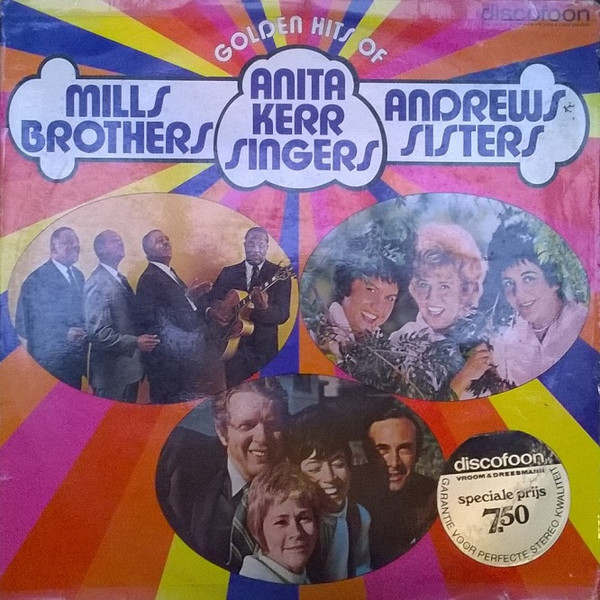 discofoon
GOLDEN HITS OF
MILLS
BROTHERS
ANITA
KERR
SINGERS
ANDREWS
SISTERS
discofoon
VROOM & DREESMANN
speciale prijs
7.50
GARANTIE VOOR PERFECTE STEREO KWALITEIT